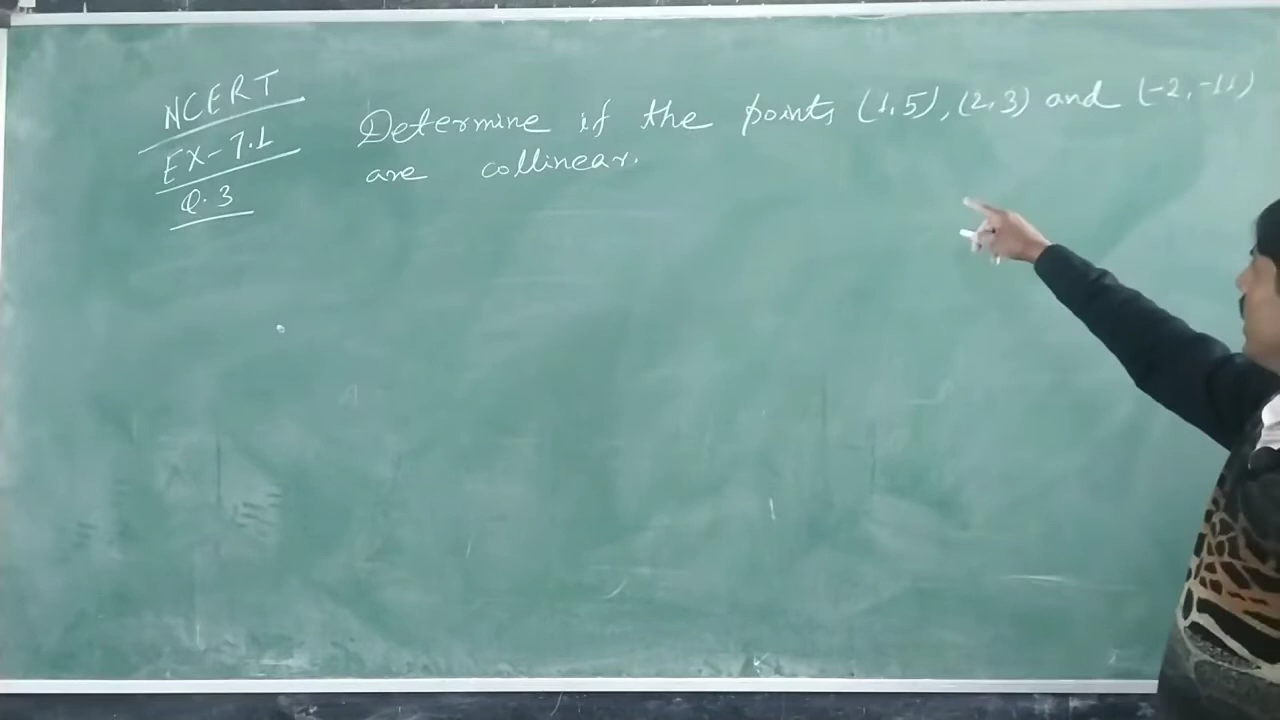 NCERT
EX-7.1
Q.3
Determine if the points (1,5), (2,3) and (-2,-11)
are collinear.